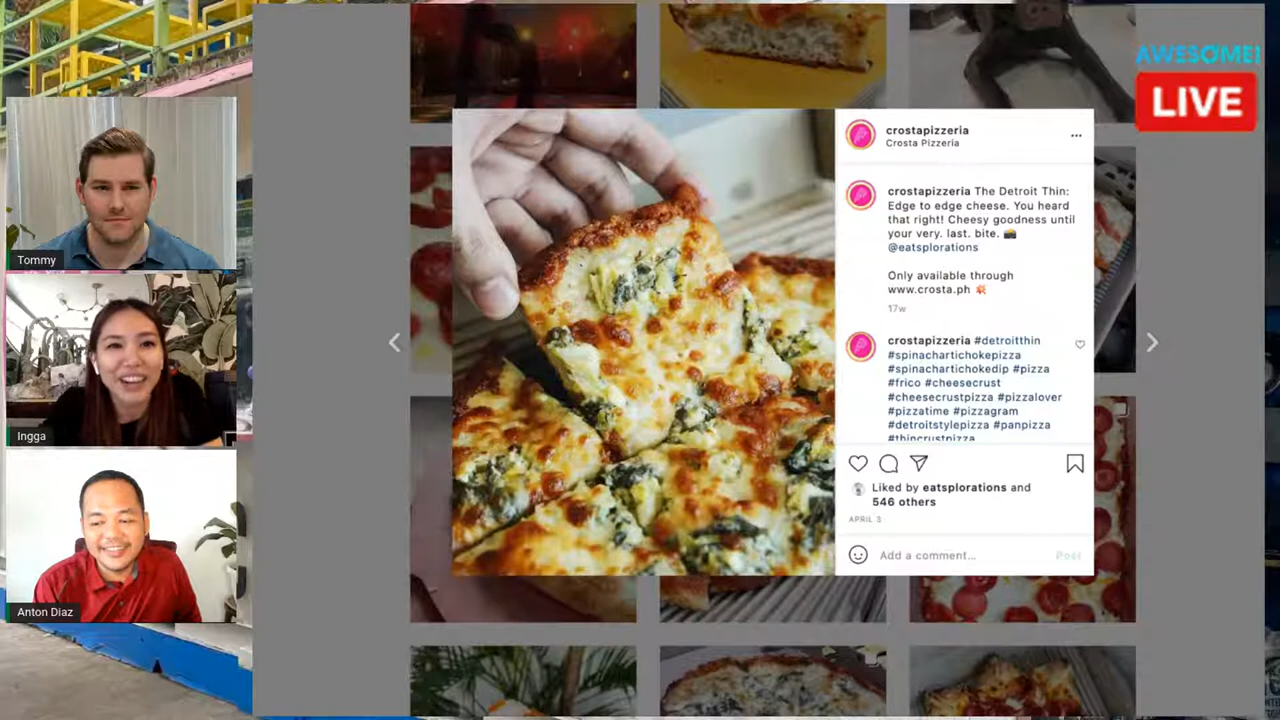 AWESOME!
LIVE
Tommy
Ingga
Anton Diaz
crostapizzeria
Crosta Pizzeria
crostapizzeria The Detroit Thin:
Edge to edge cheese. You heard
that right! Cheesy goodness until
your very. last. bite. 📸
@eatsplorations
Only available through
www.crosta.ph 💥
17w
crostapizzeria #detroitthin
#spinachartichokepizza
#spinachartichokedip #pizza
#frico #cheesecrust
#cheesecrustpizza #pizzalover
#pizzatime #pizzagram
#detroitstylepizza #panpizza
#thincrustpizza
Liked by eatsplorations and
546 others
APRIL 3
Add a comment...
Post